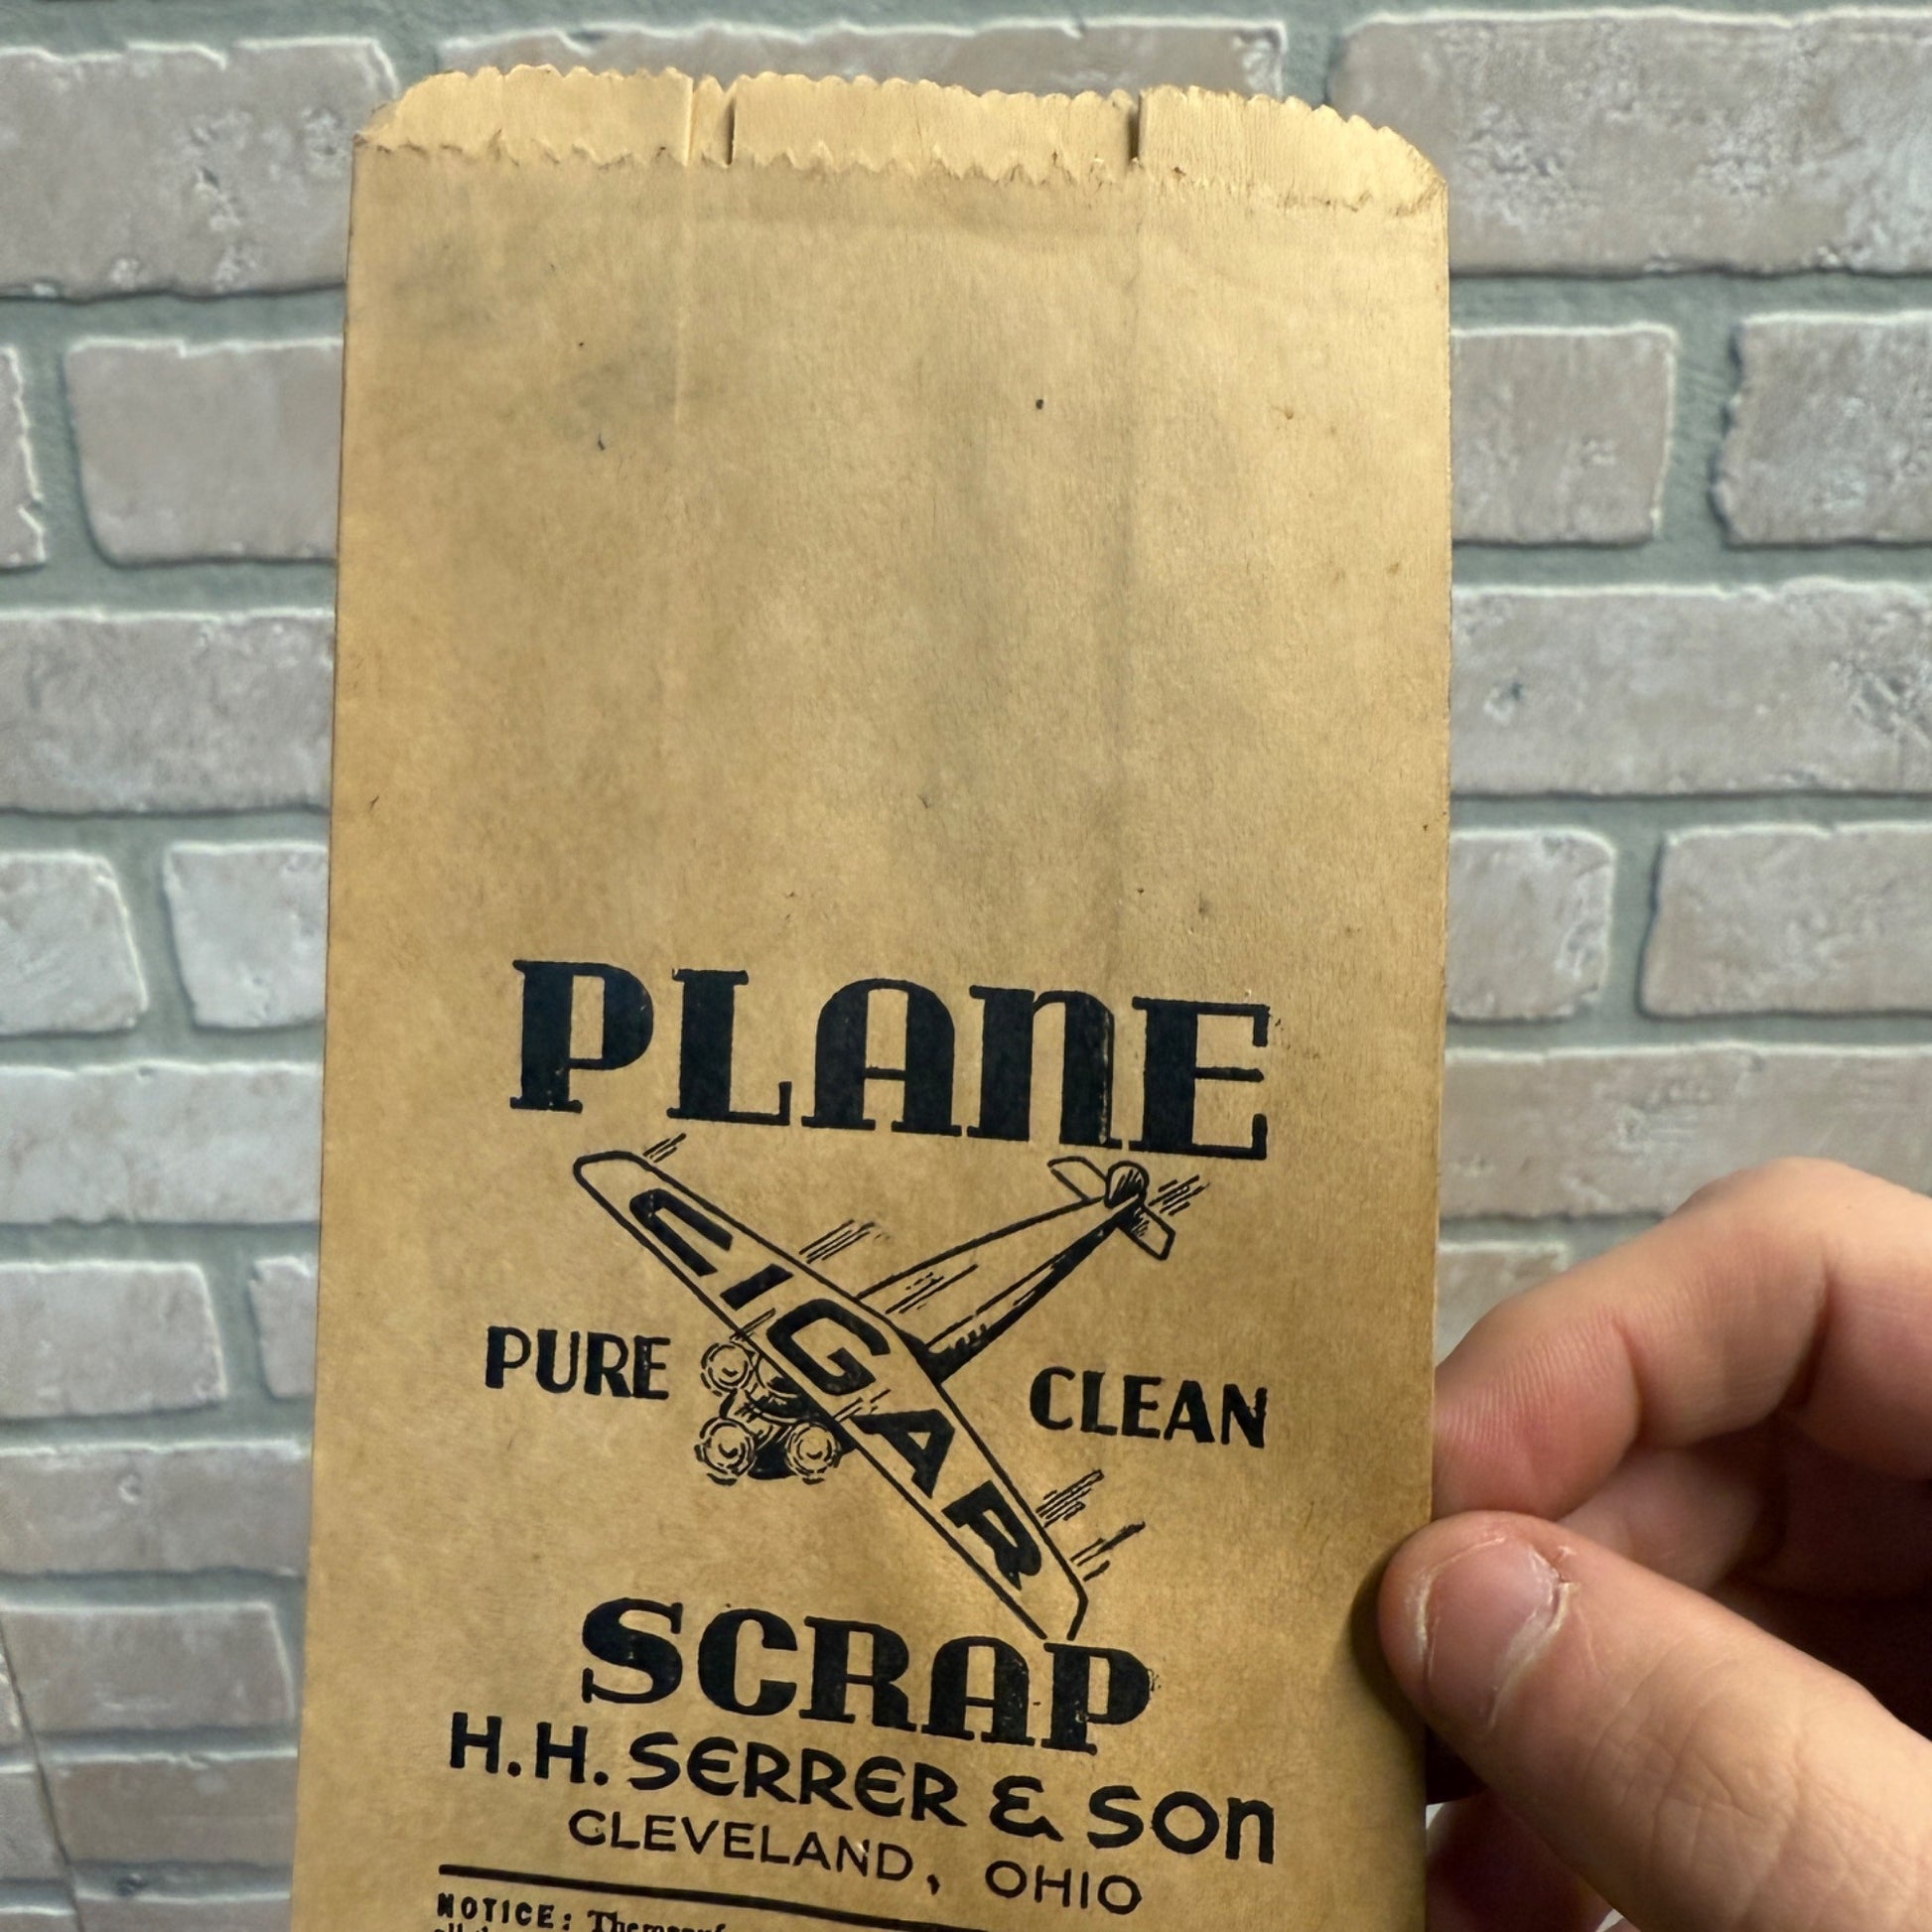 PLANE
CIGAR
PURE CLEAN
SCRAP
H.H. SERRER & SON
CLEVELAND, OHIO
NOTICE: